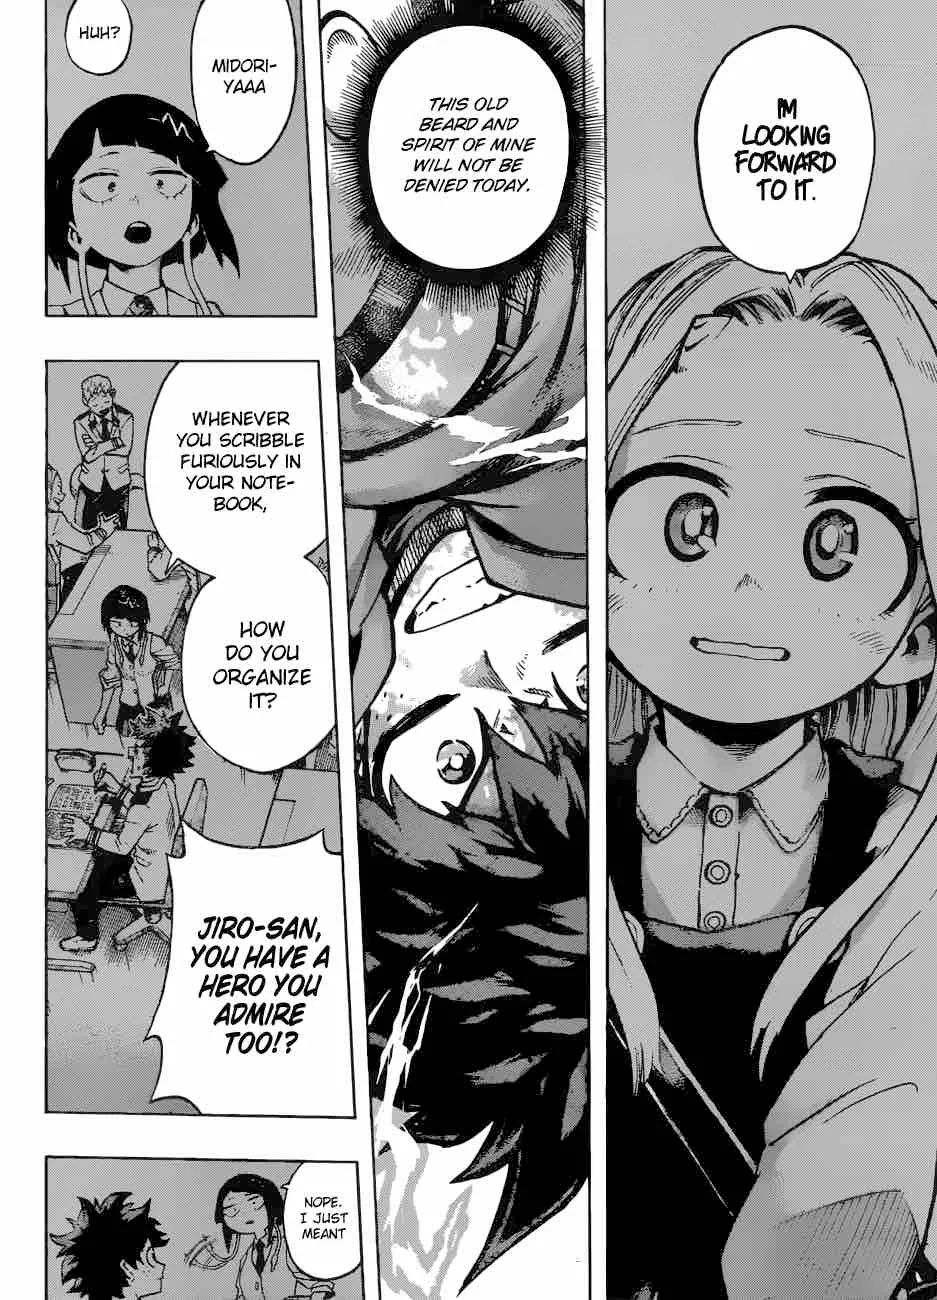 I'M
LOOKING
FORWARD
TO IT.
THIS OLD
BEARD AND
SPIRIT OF MINE
WILL NOT BE
DENIED TODAY.
MIDORI-
YAAA
HUH?
WHENEVER
YOU SCRIBBLE
FURIOUSLY IN
YOUR NOTE-
BOOK,
HOW
DO YOU
ORGANIZE
IT?
JIRO-SAN,
YOU HAVE A
HERO YOU
ADMIRE
TOO!?
NOPE.
I JUST
MEANT